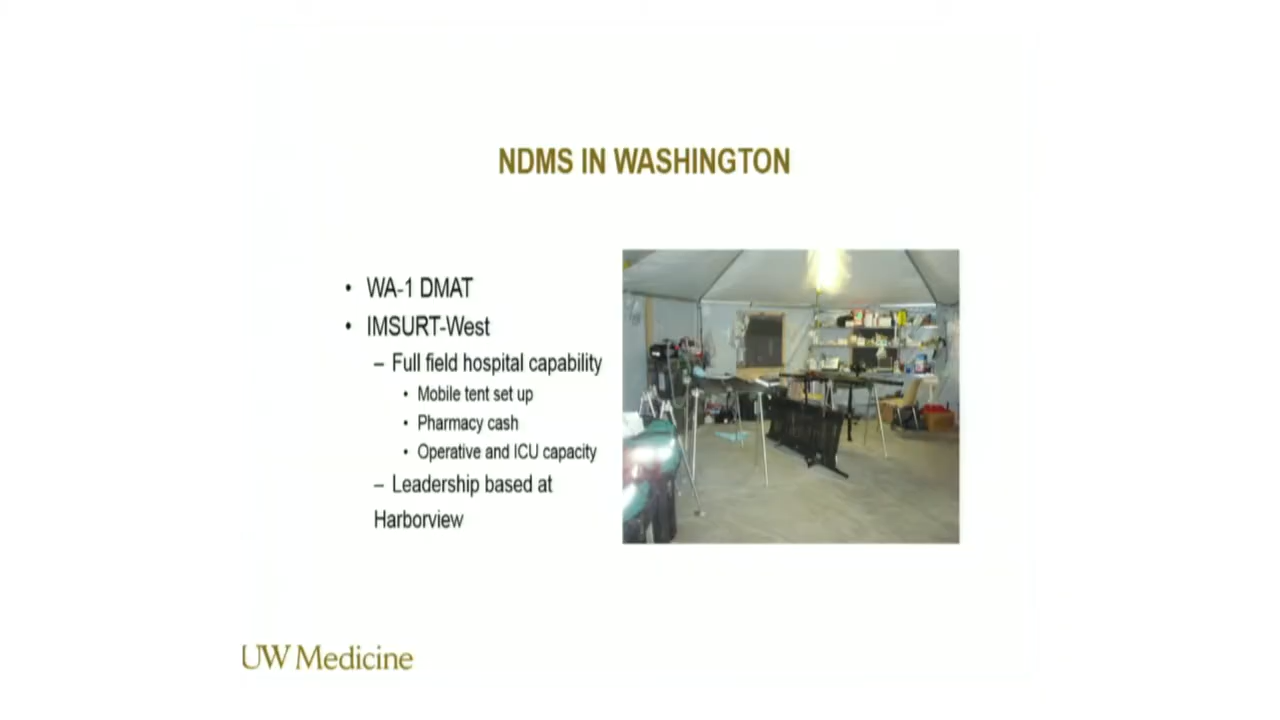 NDMS IN WASHINGTON
• WA-1 DMAT
• IMSURT-West
– Full field hospital capability
• Mobile tent set up
• Pharmacy cash
• Operative and ICU capacity
– Leadership based at
Harborview
UW Medicine